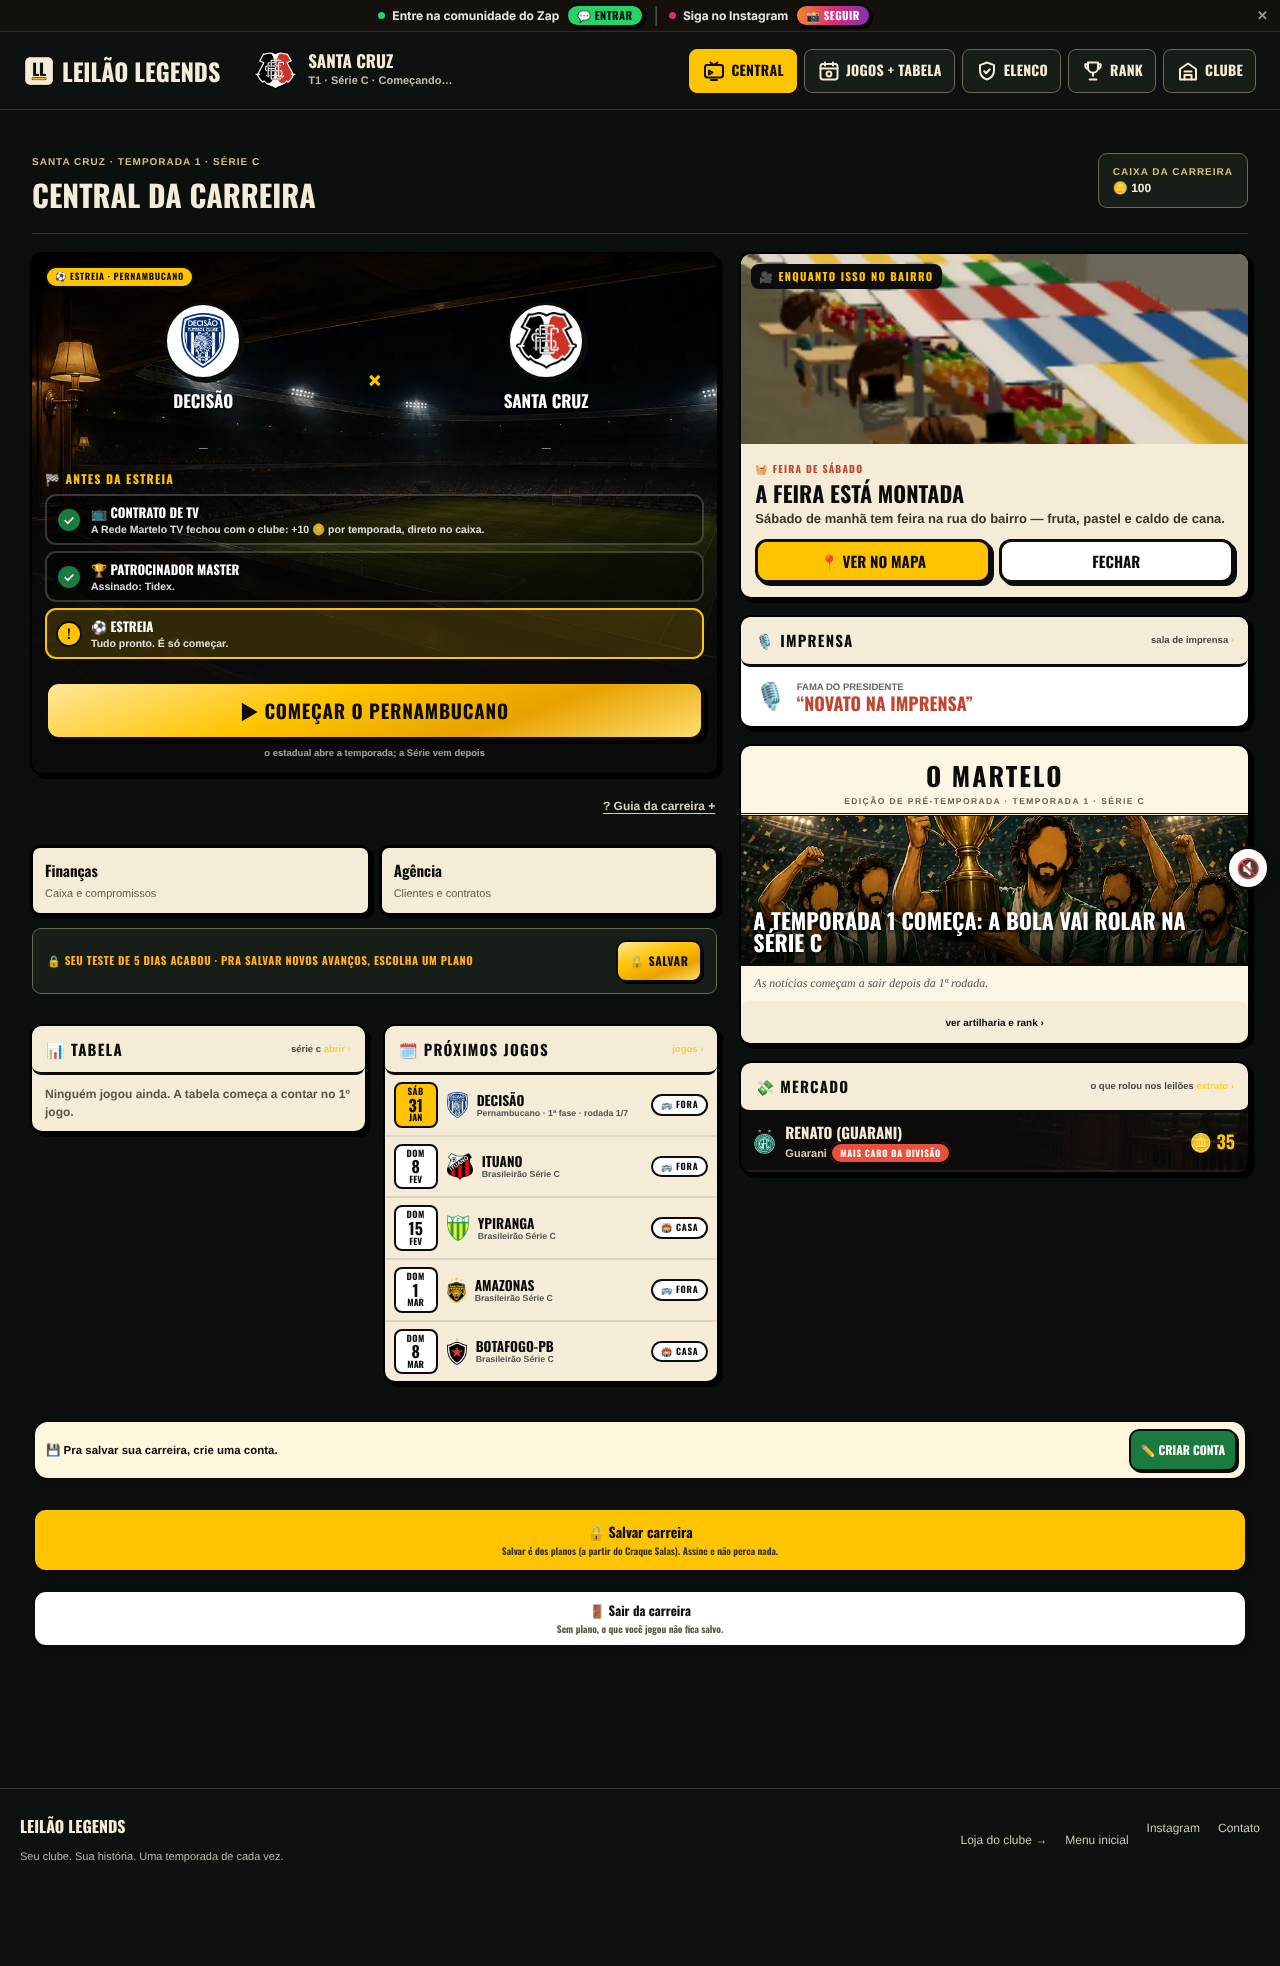 Entre na comunidade do Zap 💬 ENTRAR
Siga no Instagram 📸 SEGUIR ✕
LL LEILÃO LEGENDS
SANTA CRUZ
T1 · Série C · Começando...
CENTRAL
JOGOS + TABELA
ELENCO
RANK
CLUBE
SANTA CRUZ · TEMPORADA 1 · SÉRIE C
CENTRAL DA CARREIRA
CAIXA DA CARREIRA
🪙 100
⚽ ESTREIA · PERNAMBUCANO
DECISÃO
DECISÃO
×
SANTA CRUZ
—
—
🏁 ANTES DA ESTREIA
📺 CONTRATO DE TV
A Rede Martelo TV fechou com o clube: +10 🪙 por temporada, direto no caixa.
🏆 PATROCINADOR MASTER
Assinado: Tidex.
!
⚽ ESTREIA
Tudo pronto. É só começar.
▶ COMEÇAR O PERNAMBUCANO
o estadual abre a temporada; a Série vem depois
? Guia da carreira +
Finanças
Caixa e compromissos
Agência
Clientes e contratos
🔒 SEU TESTE DE 5 DIAS ACABOU · PRA SALVAR NOVOS AVANÇOS, ESCOLHA UM PLANO
🔒 SALVAR
📊 TABELA
série c abrir ›
Ninguém jogou ainda. A tabela começa a contar no 1º
jogo.
🗓️ PRÓXIMOS JOGOS
jogos ›
SÁB
31
JAN
DECISÃO
Pernambucano · 1ª fase · rodada 1/7
🚌 FORA
DOM
8
FEV
ITUANO
Brasileirão Série C
🚌 FORA
DOM
15
FEV
YPIRANGA
Brasileirão Série C
🏟️ CASA
DOM
1
MAR
AMAZONAS
Brasileirão Série C
🚌 FORA
DOM
8
MAR
BOTAFOGO-PB
Brasileirão Série C
🏟️ CASA
🎥 ENQUANTO ISSO NO BAIRRO
🧺 FEIRA DE SÁBADO
A FEIRA ESTÁ MONTADA
Sábado de manhã tem feira na rua do bairro — fruta, pastel e caldo de cana.
📍 VER NO MAPA
FECHAR
🎙️ IMPRENSA
sala de imprensa ›
FAMA DO PRESIDENTE
“NOVATO NA IMPRENSA”
O MARTELO
EDIÇÃO DE PRÉ-TEMPORADA · TEMPORADA 1 · SÉRIE C
A TEMPORADA 1 COMEÇA: A BOLA VAI ROLAR NA
SÉRIE C
As notícias começam a sair depois da 1ª rodada.
ver artilharia e rank ›
💸 MERCADO
o que rolou nos leilões extrato ›
RENATO (GUARANI)
Guarani MAIS CARO DA DIVISÃO
🪙 35
💾 Pra salvar sua carreira, crie uma conta.
✏️ CRIAR CONTA
🔒 Salvar carreira
Salvar é dos planos (a partir do Craque Salas). Assine e não perca nada.
🚪 Sair da carreira
Sem plano, o que você jogou não fica salvo.
LEILÃO LEGENDS
Seu clube. Sua história. Uma temporada de cada vez.
Loja do clube →
Menu inicial
Instagram
Contato